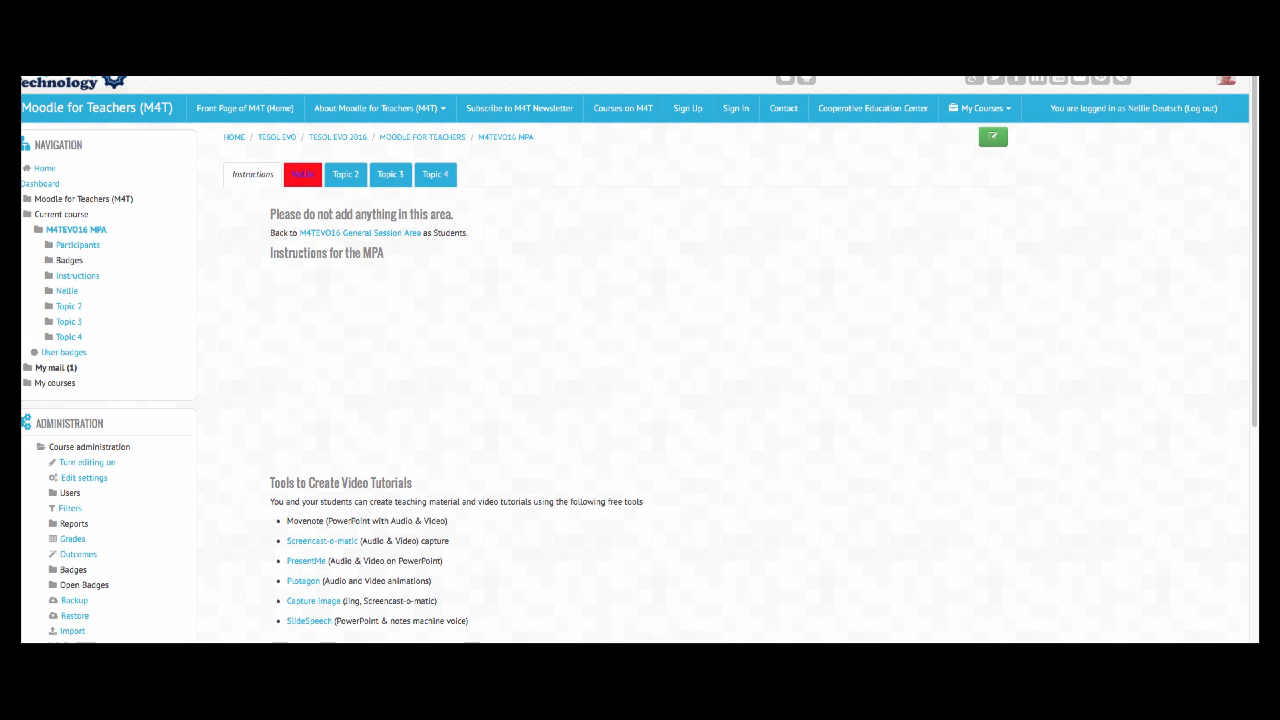 echnology
Moodle for Teachers (M4T)
Front Page of M4T (Home)
About Moodle for Teachers (M4T)
Subscribe to M4T Newsletter
Courses on M4T
Sign Up
Sign In
Contact
Cooperative Education Center
My Courses
You are logged in as Nellie Deutsch (Log out)
HOME / TESOL EVO / TESOL EVO 2016 / MOODLE FOR TEACHERS / M4TEVO16 MPA
NAVIGATION
Home
Dashboard
Moodle for Teachers (M4T)
Current course
M4TEVO16 MPA
Participants
Badges
Instructions
Nellie
Topic 2
Topic 3
Topic 4
User badges
My mail (1)
My courses
ADMINISTRATION
Course administration
Turn editing on
Edit settings
Users
Filters
Reports
Grades
Outcomes
Badges
Open Badges
Backup
Restore
Import
Instructions
Nellie
Topic 2
Topic 3
Topic 4
Please do not add anything in this area.
Back to M4TEVO16 General Session Area as Students.
Instructions for the MPA
Tools to Create Video Tutorials
You and your students can create teaching material and video tutorials using the following free tools
• Movenote (PowerPoint with Audio & Video)
• Screencast-o-matic (Audio & Video) capture
• PresentMe (Audio & Video on PowerPoint)
• Plotagon (Audio and Video animations)
• Capture image (Jing, Screencast-o-matic)
• SlideSpeech (PowerPoint & notes machine voice)